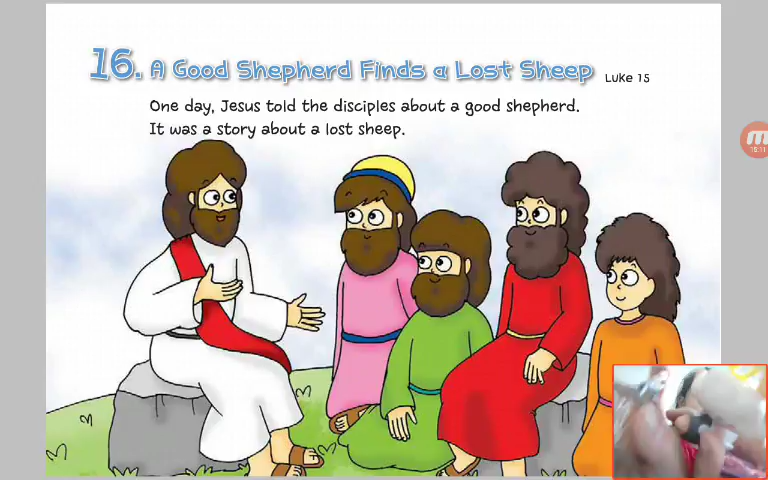 16. A Good Shepherd Finds a Lost Sheep Luke 15
One day, Jesus told the disciples about a good shepherd.
It was a story about a lost sheep.